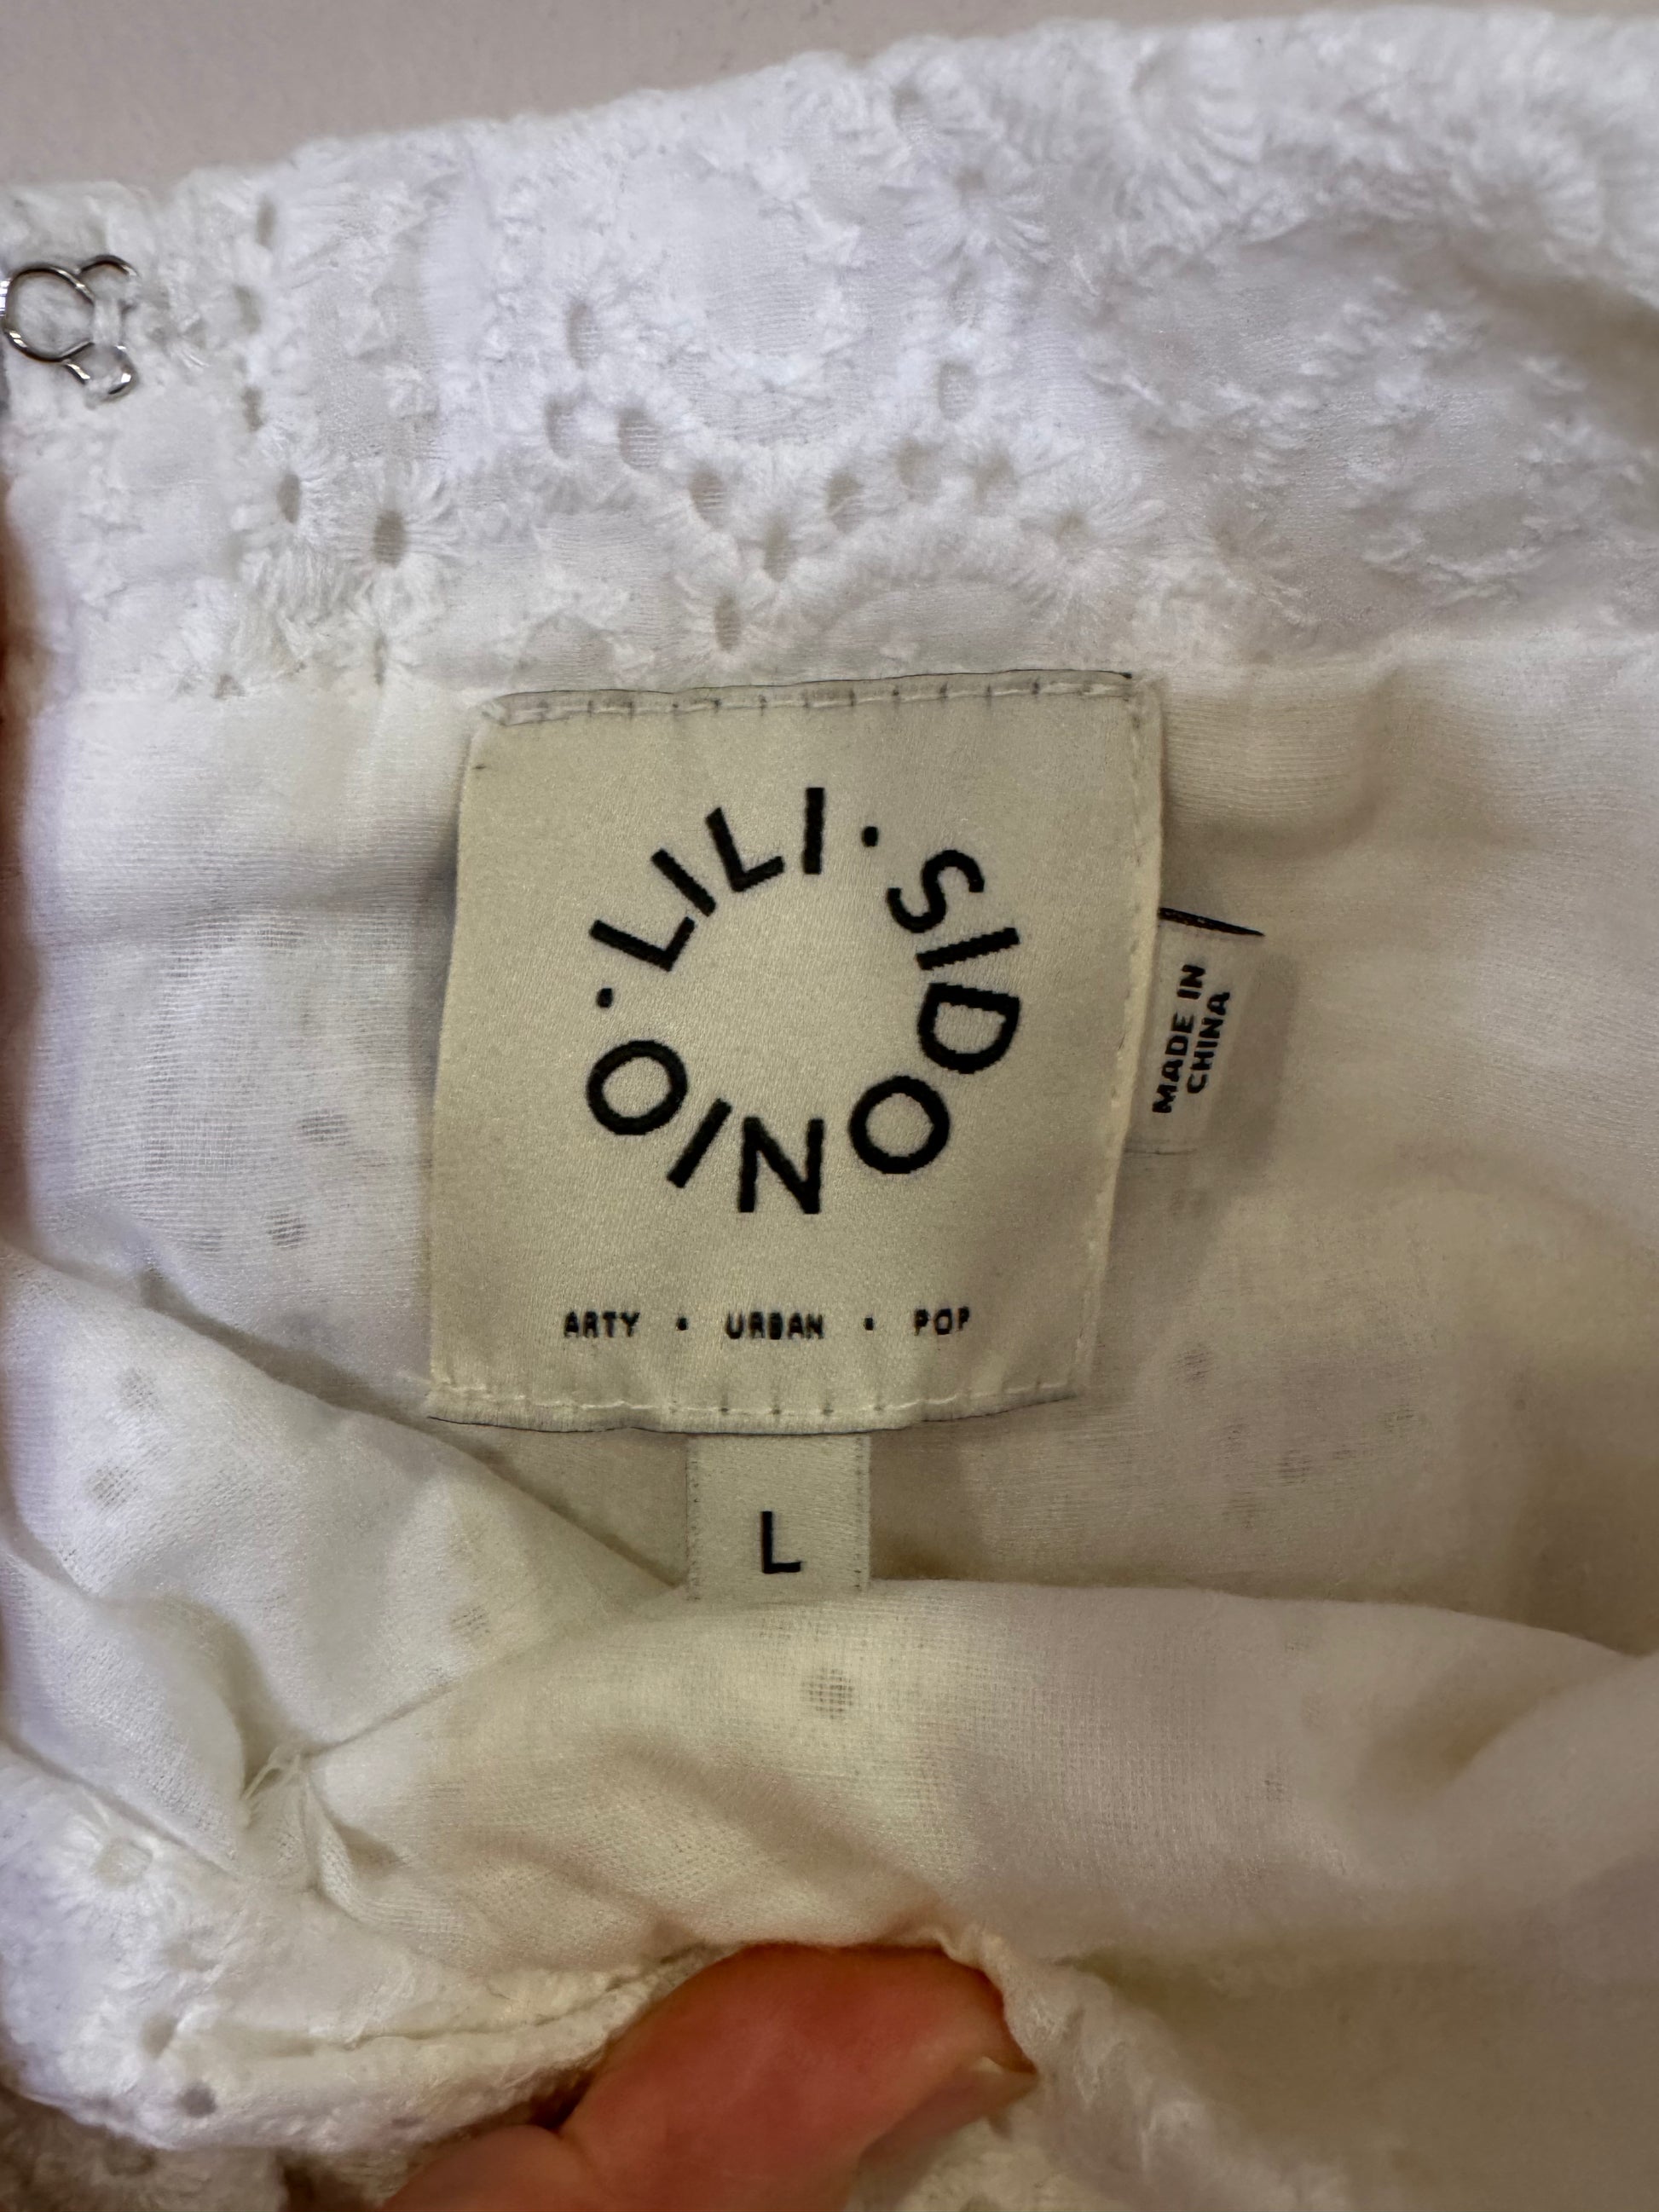 • LILI • SIDONIO
ARTY • URBAN • POP
L
MADE IN
CHINA